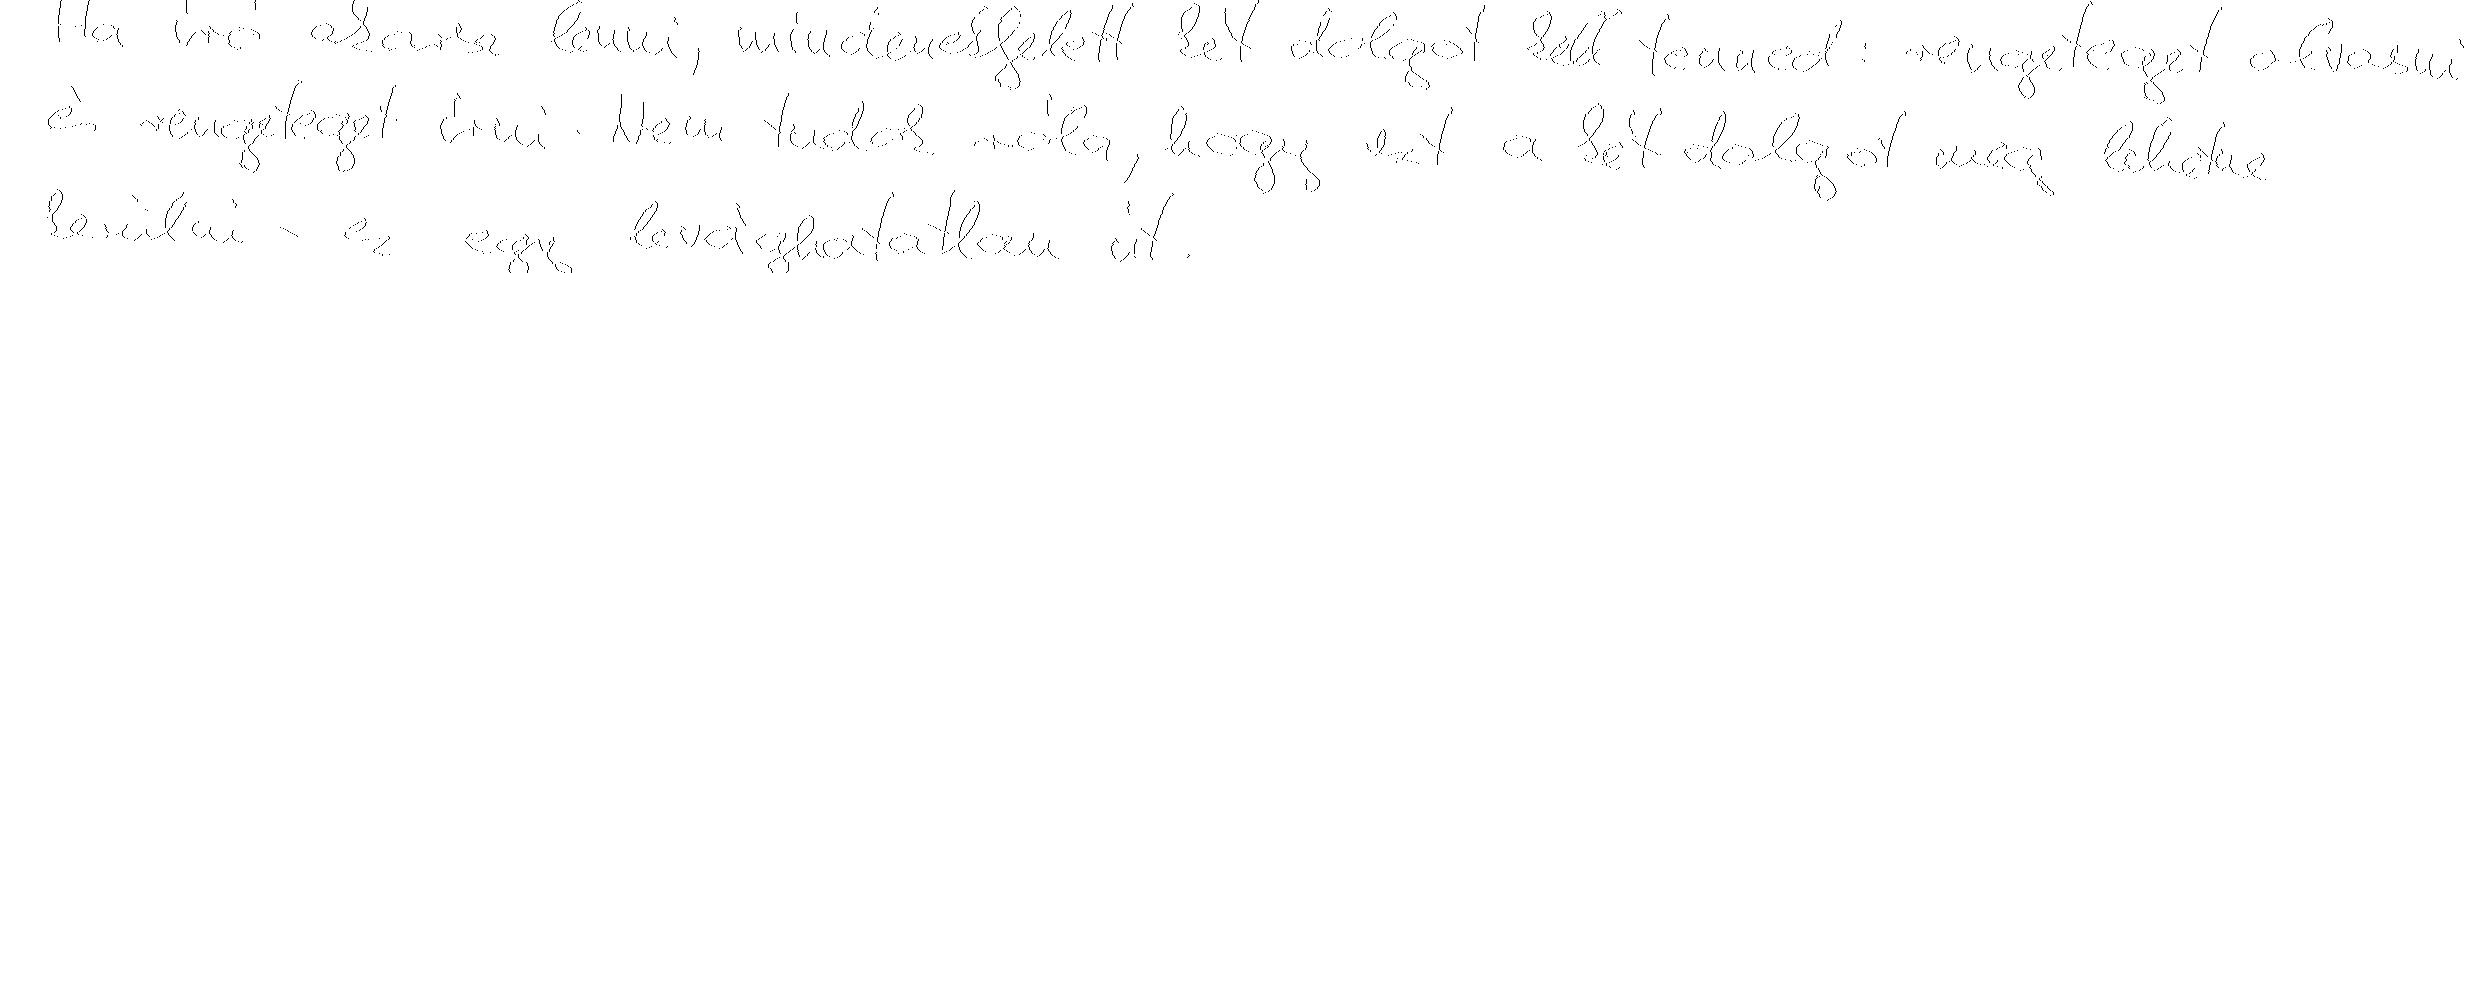 Ha író akarsz lenni, mindenekfelett két dolgot kell tenned: rengeteget olvasni
és rengeteget írni. Nem tudok róla, hogy ezt a két dolgot meg lehetne
kerülni - ez egy levághatatlan út.